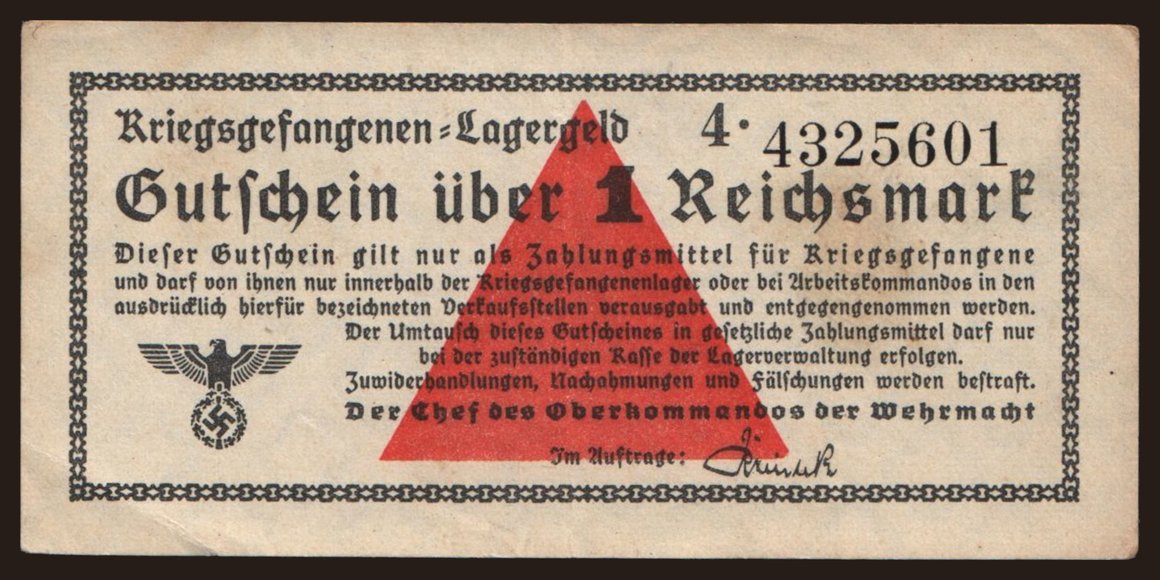 Kriegsgefangenen=Lagergeld 4· 4325601
Gutschein über 1 Reichsmark
Dieser Gutschein gilt nur als Zahlungsmittel für Kriegsgefangene
und darf von ihnen nur innerhalb der Kriegsgefangenenlager oder bei Arbeitskommandos in den
ausdrücklich hierfür bezeichneten Verkaufsstellen verausgabt und entgegengenommen werden.
Der Umtausch dieses Gutscheines in gesetzliche Zahlungsmittel darf nur
bei der zuständigen Kasse der Lagerverwaltung erfolgen.
Zuwiderhandlungen, Nachahmungen und Fälschungen werden bestraft.
Der Chef des Oberkommandos der Wehrmacht
Im Auftrage: